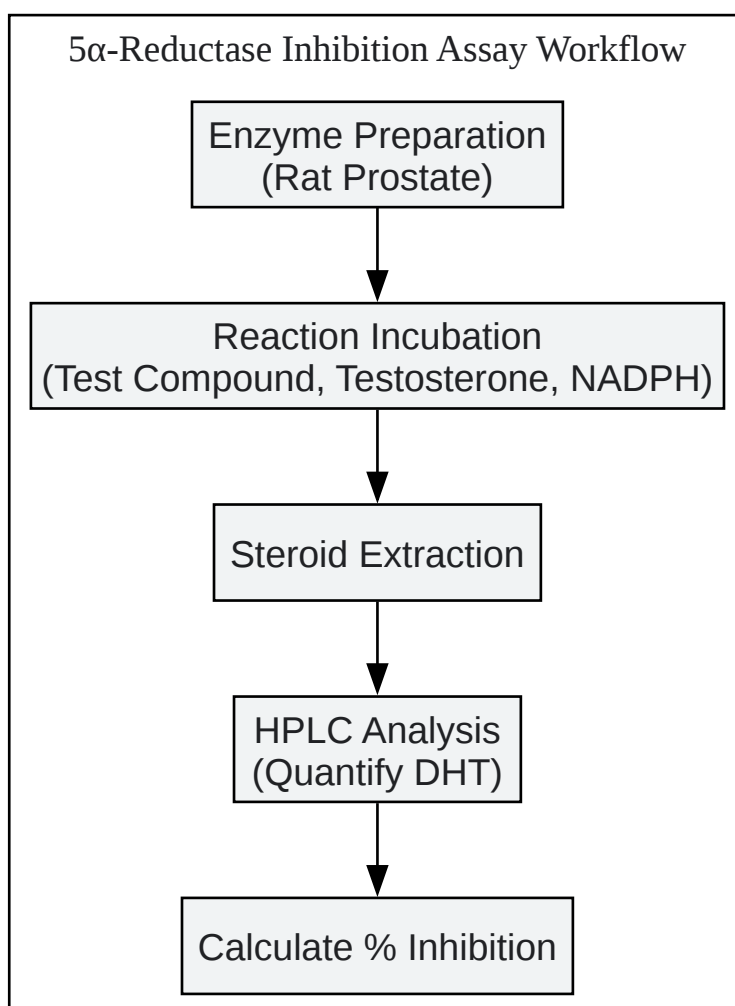 5α-Reductase Inhibition Assay Workflow
Enzyme Preparation
(Rat Prostate)
Reaction Incubation
(Test Compound, Testosterone, NADPH)
Steroid Extraction
HPLC Analysis
(Quantify DHT)
Calculate % Inhibition